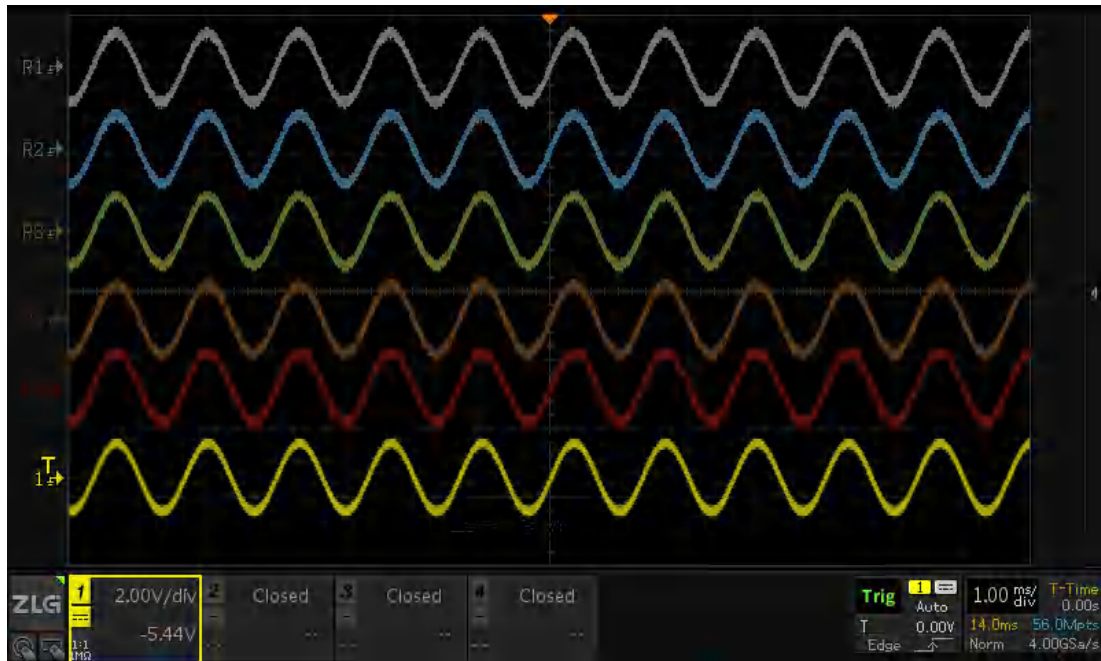 R1
R2
R3
T
1
ZLG
1 2.00V/div
-5.44V
1:1
1MΩ
2 Closed
--
3 Closed
--
4 Closed
--
Trig
1
Auto
T 0.00V
Edge
1.00 ms/div
T-Time
0.00s
14.0ms 56.0Mpts
Norm 4.00GSa/s